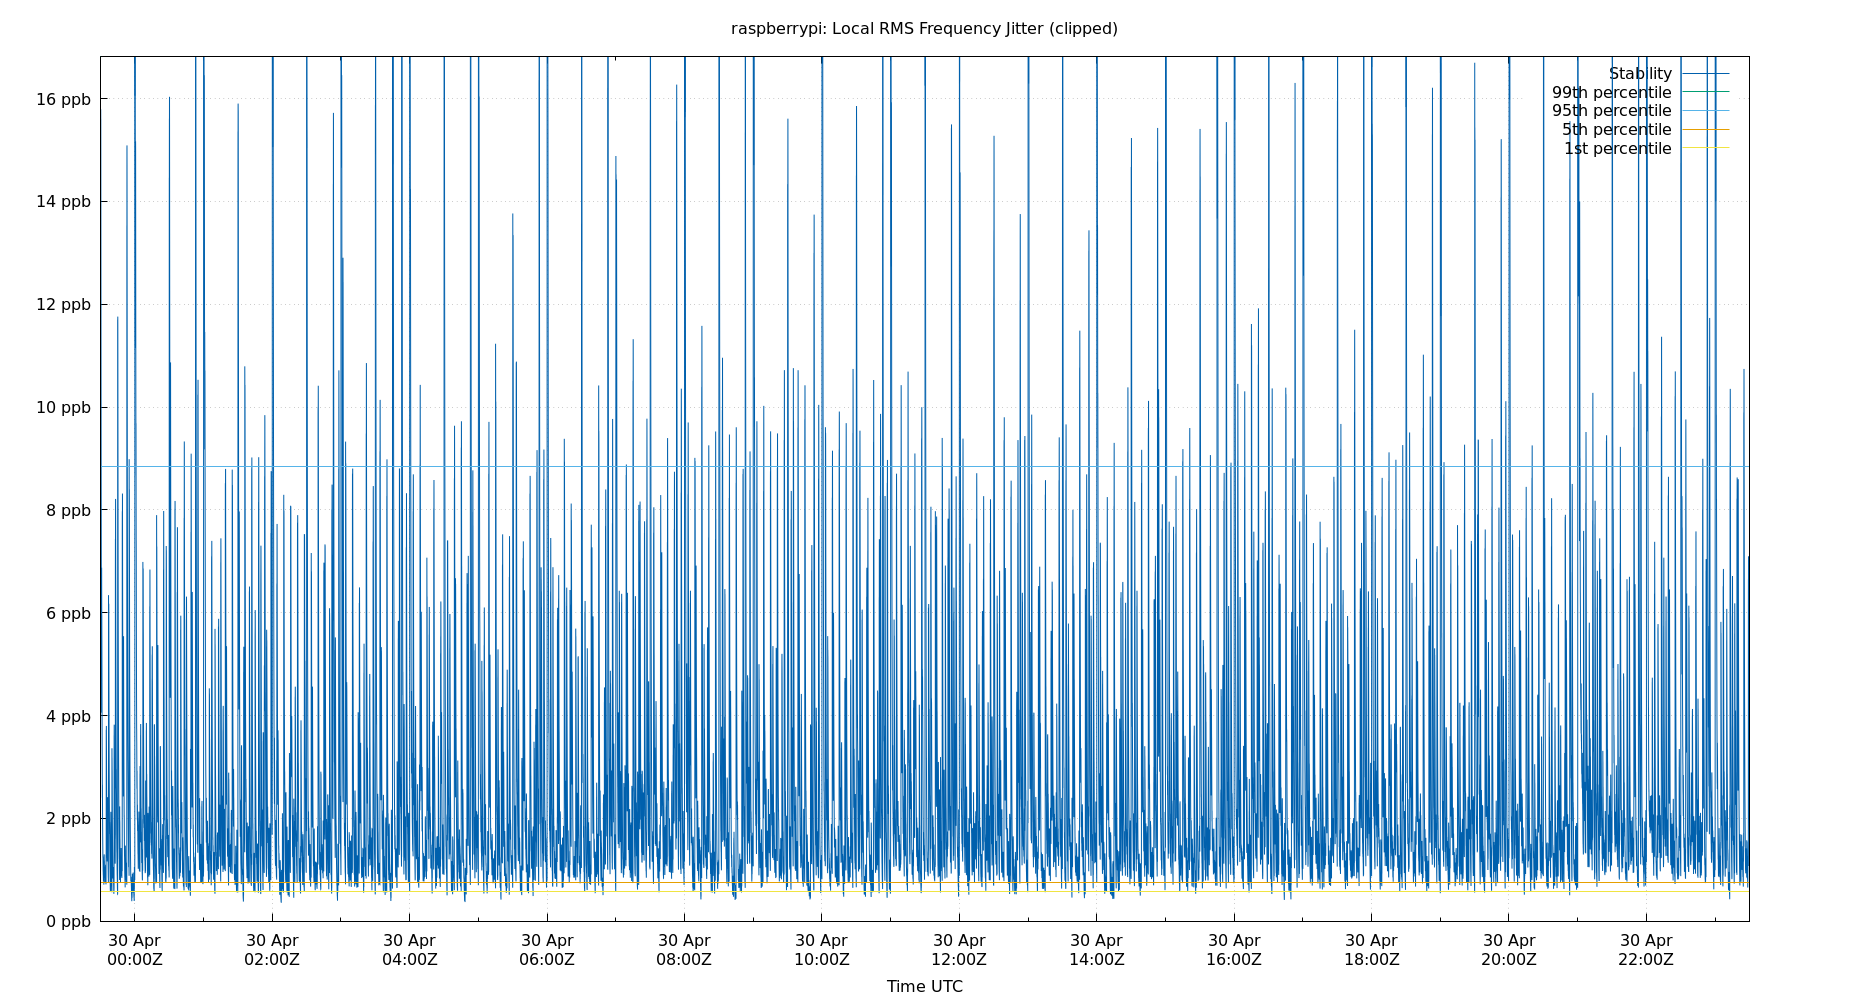 raspberrypi: Local RMS Frequency Jitter (clipped)
Stability
99th percentile
95th percentile
5th percentile
1st percentile
16 ppb
14 ppb
12 ppb
10 ppb
8 ppb
6 ppb
4 ppb
2 ppb
0 ppb
30 Apr 30 Apr 30 Apr 30 Apr 30 Apr 30 Apr 30 Apr 30 Apr 30 Apr 30 Apr 30 Apr 30 Apr
00:00Z 02:00Z 04:00Z 06:00Z 08:00Z 10:00Z 12:00Z 14:00Z 16:00Z 18:00Z 20:00Z 22:00Z
Time UTC